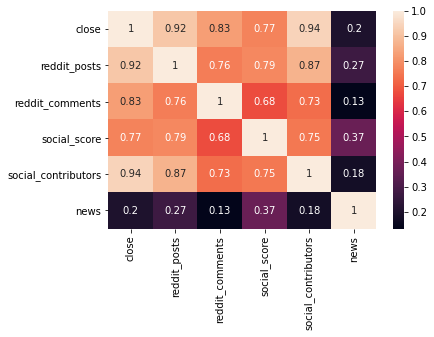 1.0
close 1 0.92 0.83 0.77 0.94 0.2
0.9
reddit_posts 0.92 1 0.76 0.79 0.87 0.27
0.8
0.7
reddit_comments 0.83 0.76 1 0.68 0.73 0.13
0.6
social_score 0.77 0.79 0.68 1 0.75 0.37
0.5
0.4
social_contributors 0.94 0.87 0.73 0.75 1 0.18
0.3
news 0.2 0.27 0.13 0.37 0.18 1
0.2
close
reddit_posts
reddit_comments
social_score
social_contributors
news